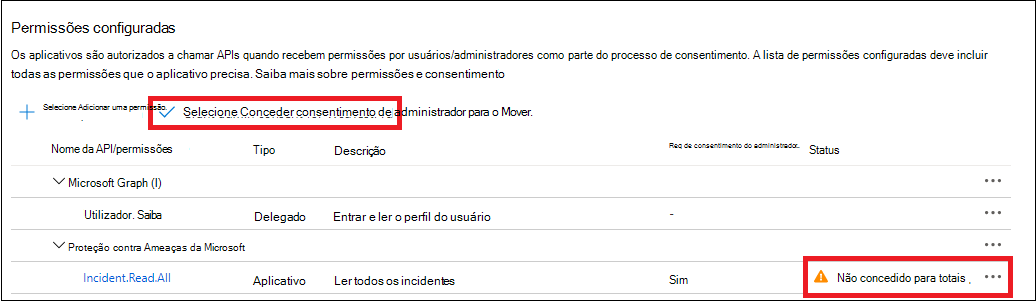 Permissões configuradas
Os aplicativos são autorizados a chamar APIs quando recebem permissões por usuários/administradores como parte do processo de consentimento. A lista de permissões configuradas deve incluir
todas as permissões que o aplicativo precisa. Saiba mais sobre permissões e consentimento
Selecione Adicionar uma permissão. Selecione Conceder consentimento de administrador para o Mover.
Nome da API/permissões Tipo Descrição Req de consentimento do administrador. Status
Microsoft Graph (I) •••
Utilizador. Saiba Delegado Entrar e ler o perfil do usuário - •••
Proteção contra Ameaças da Microsoft •••
Incident.Read.All Aplicativo Ler todos os incidentes Sim Não concedido para totais . •••